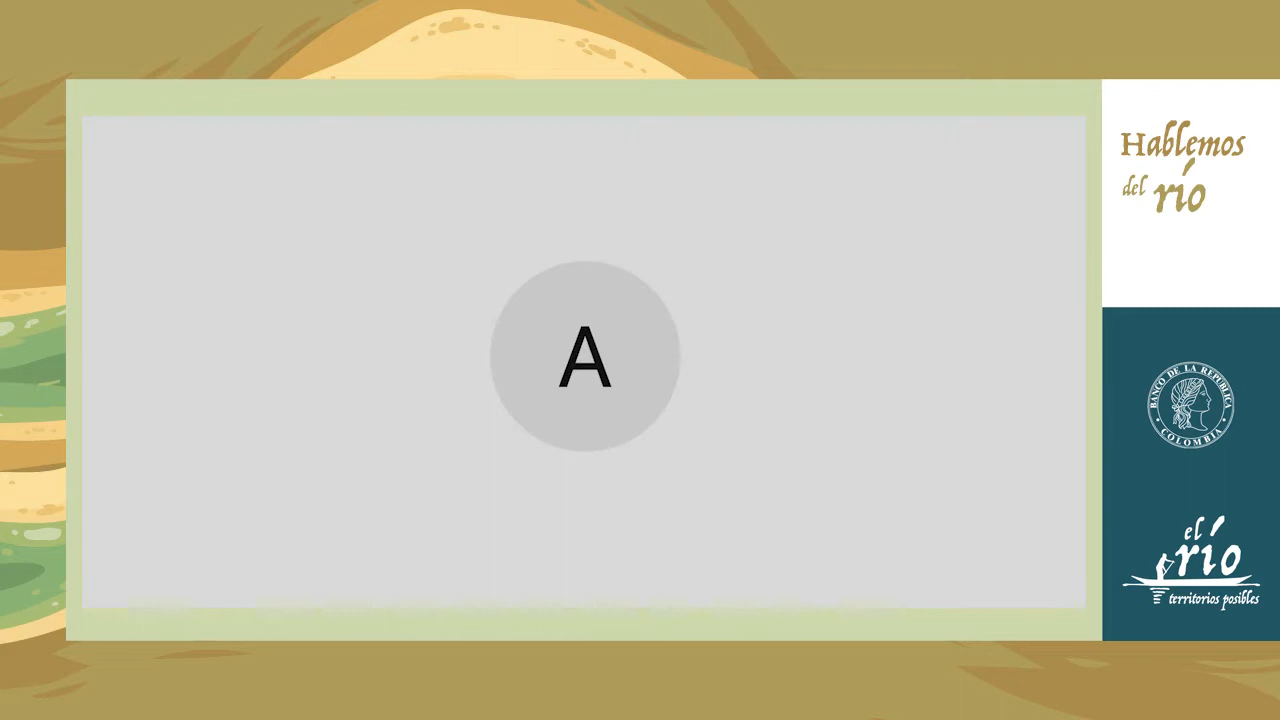 A
Hablemos
del río
BANCO DE LA REPÚBLICA
COLOMBIA
el
río
territorios posibles